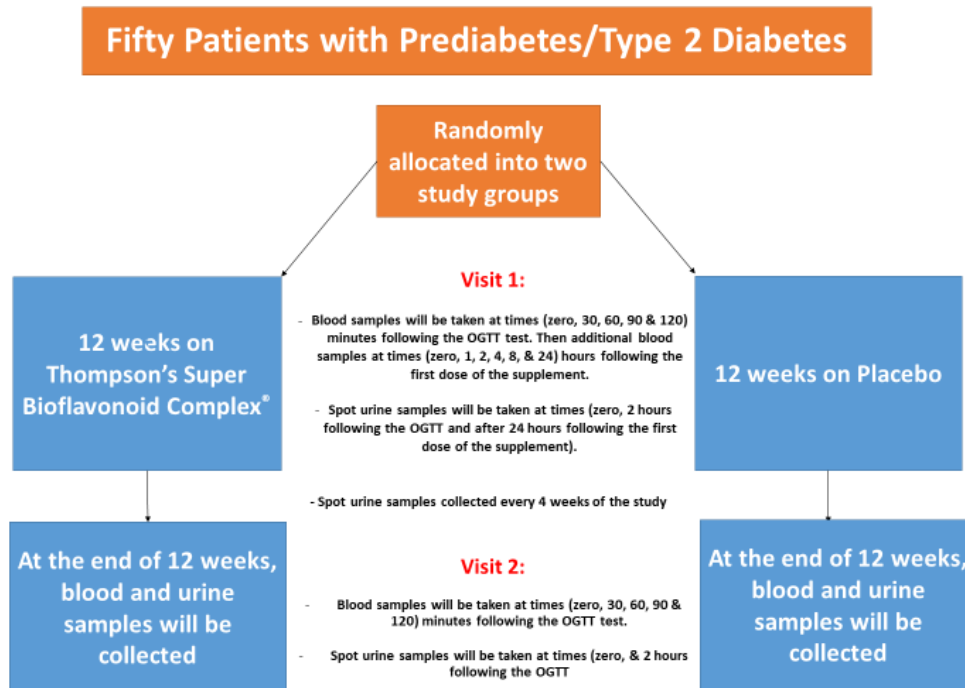 Fifty Patients with Prediabetes/Type 2 Diabetes
Randomly
allocated into two
study groups
12 weeks on
Thompson's Super
Bioflavonoid Complex®
Visit 1:
- Blood samples will be taken at times (zero, 30, 60, 90 & 120)
minutes following the OGTT test. Then additional blood
samples at times (zero, 1, 2, 4, 8, & 24) hours following the
first dose of the supplement.
- Spot urine samples will be taken at times (zero, 2 hours
following the OGTT and after 24 hours following the first
dose of the supplement).
- Spot urine samples collected every 4 weeks of the study
12 weeks on Placebo
At the end of 12 weeks,
blood and urine
samples will be
collected
Visit 2:
- Blood samples will be taken at times (zero, 30, 60, 90 &
120) minutes following the OGTT test.
- Spot urine samples will be taken at times (zero, & 2 hours
following the OGTT
At the end of 12 weeks,
blood and urine
samples will be
collected